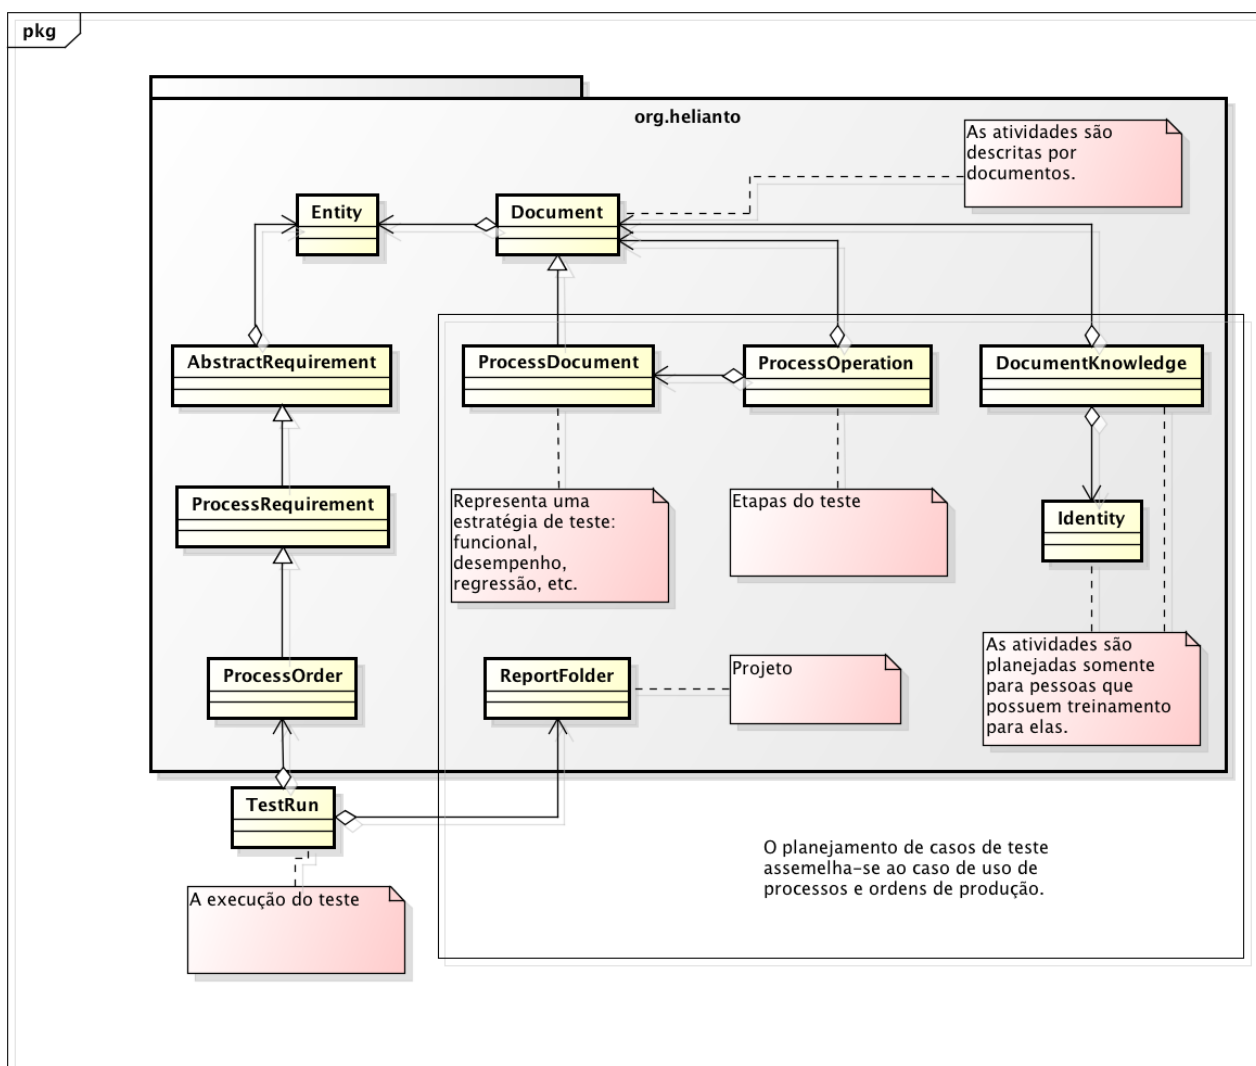 pkg
org.helianto
As atividades são
descritas por
documentos.
Entity
Document
AbstractRequirement
ProcessDocument
ProcessOperation
DocumentKnowledge
ProcessRequirement
Representa uma
estratégia de teste:
funcional,
desempenho,
regressão, etc.
Etapas do teste
Identity
ProcessOrder
ReportFolder
Projeto
As atividades são
planejadas somente
para pessoas que
possuem treinamento
para elas.
TestRun
A execução do teste
O planejamento de casos de teste
assemelha-se ao caso de uso de
processos e ordens de produção.